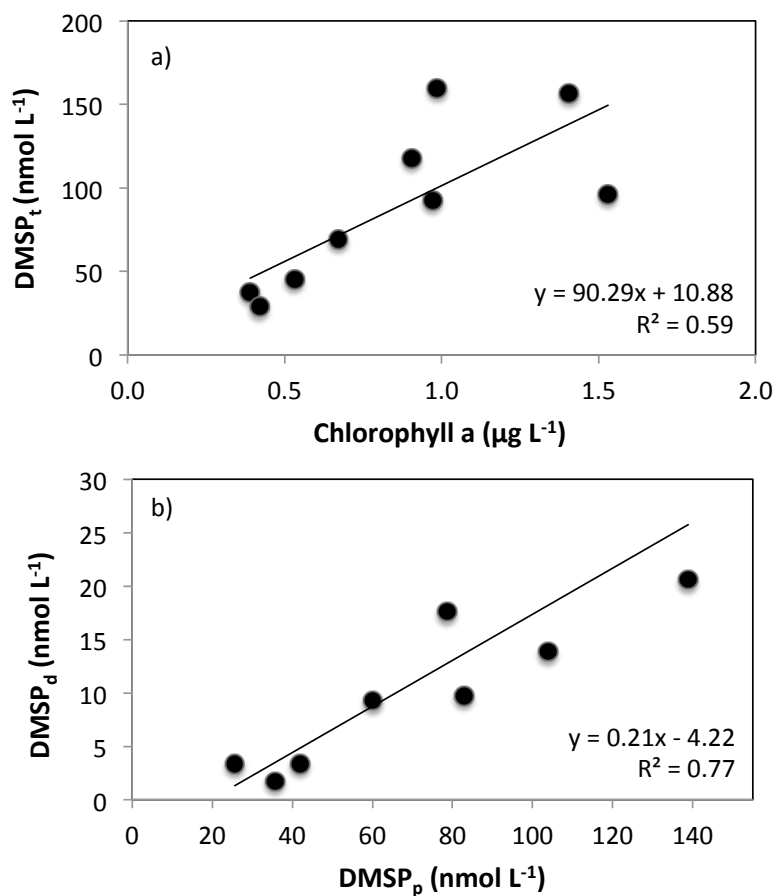 a)
DMSPₜ (nmol L⁻¹)
200
150
100
50
0
y = 90.29x + 10.88
R² = 0.59
0.0 0.5 1.0 1.5 2.0
Chlorophyll a (µg L⁻¹)
b)
DMSP_d (nmol L⁻¹)
30
25
20
15
10
5
0
y = 0.21x - 4.22
R² = 0.77
0 20 40 60 80 100 120 140
DMSPₚ (nmol L⁻¹)